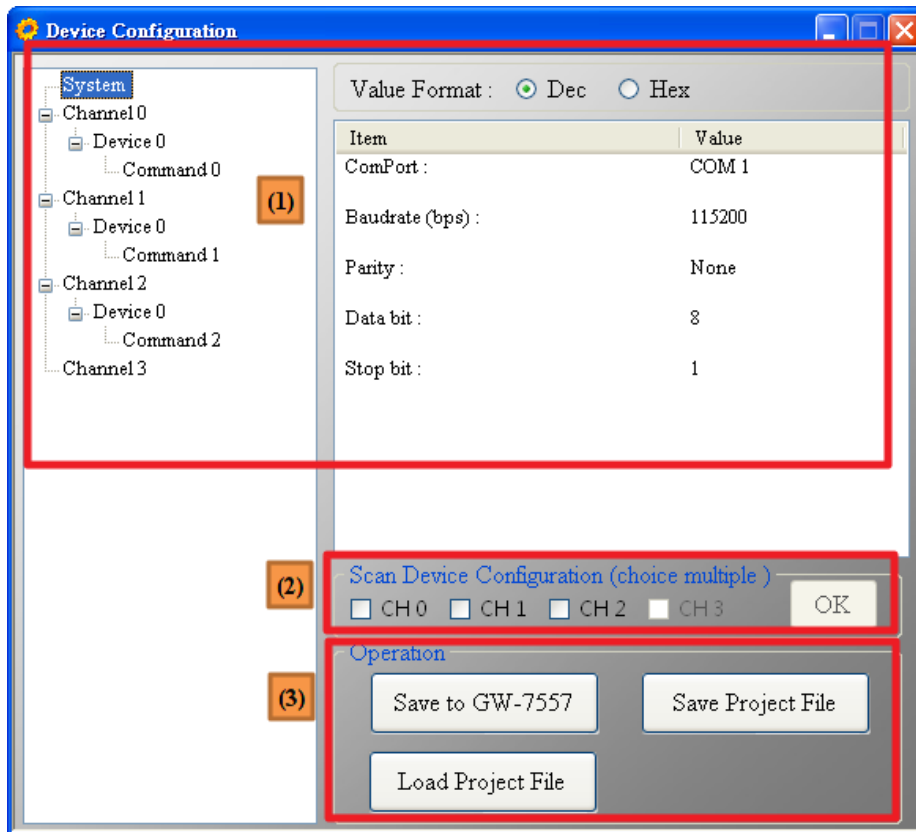 Device Configuration
System
Channel 0
Device 0
Command 0
Channel 1
Device 0
Command 1
Channel 2
Device 0
Command 2
Channel 3
(1)
Value Format : Dec Hex
Item Value
ComPort : COM 1
Baudrate (bps) : 115200
Parity : None
Data bit : 8
Stop bit : 1
(2)
Scan Device Configuration (choice multiple )
CH 0 CH 1 CH 2 CH 3 OK
(3)
Operation
Save to GW-7557 Save Project File
Load Project File